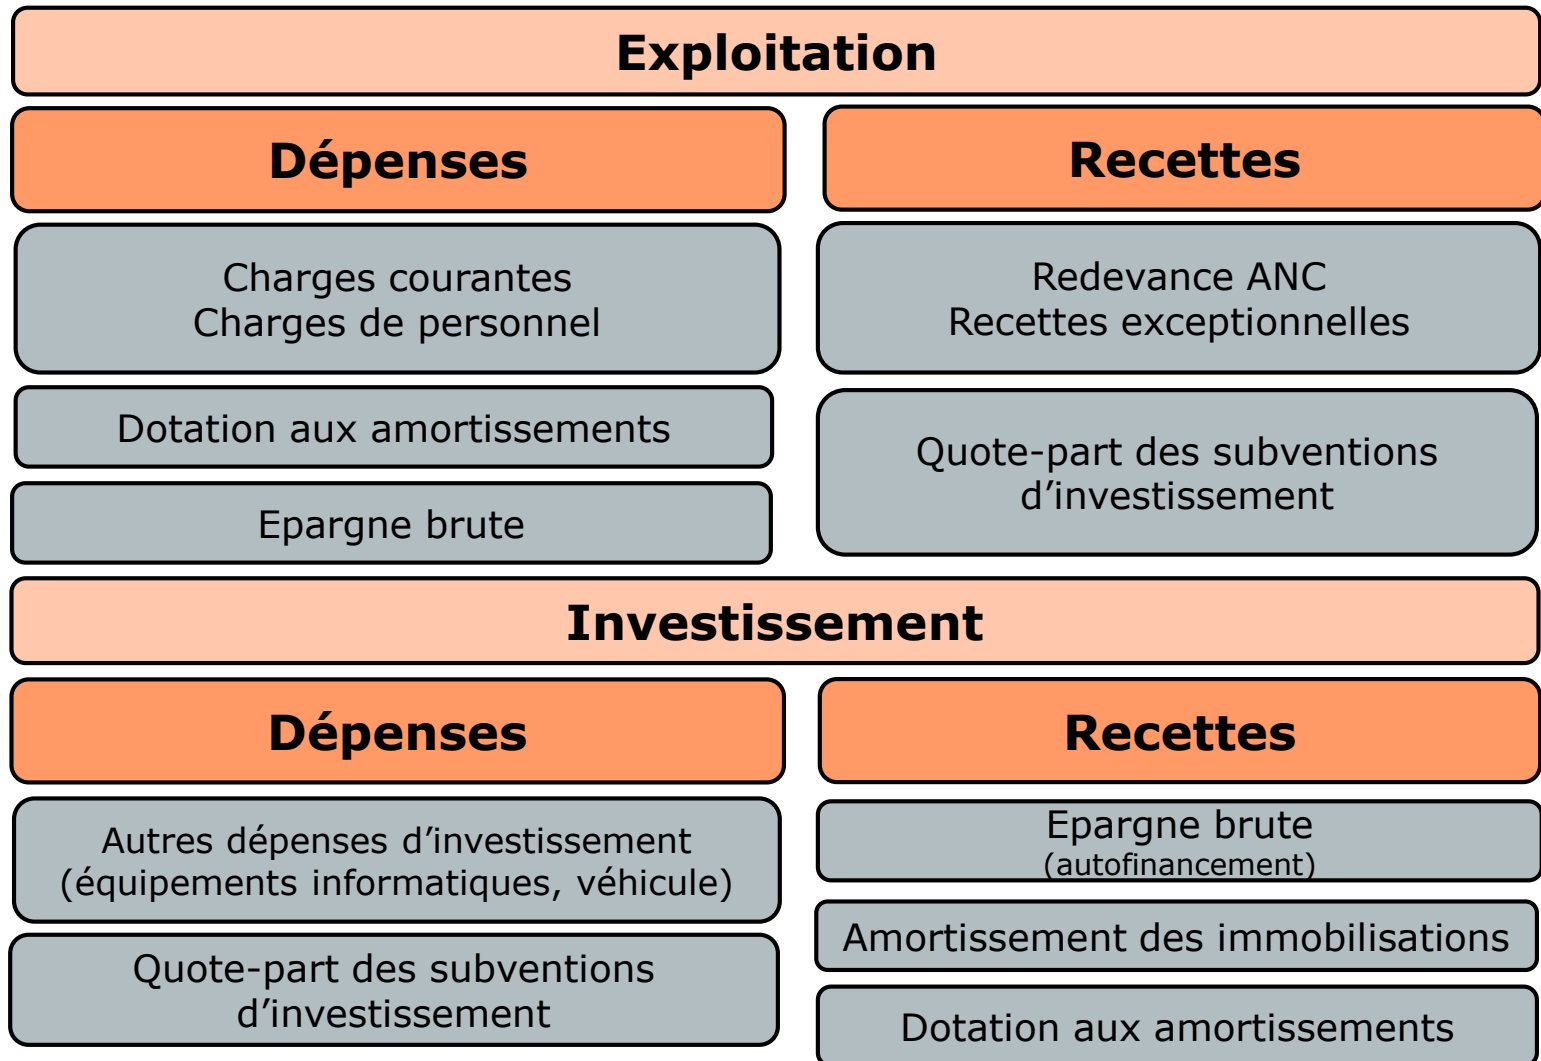 Exploitation
Dépenses
Recettes
Charges courantes
Charges de personnel
Redevance ANC
Recettes exceptionnelles
Dotation aux amortissements
Quote-part des subventions
d’investissement
Epargne brute
Investissement
Dépenses
Recettes
Autres dépenses d’investissement
(équipements informatiques, véhicule)
Epargne brute
(autofinancement)
Amortissement des immobilisations
Quote-part des subventions
d’investissement
Dotation aux amortissements